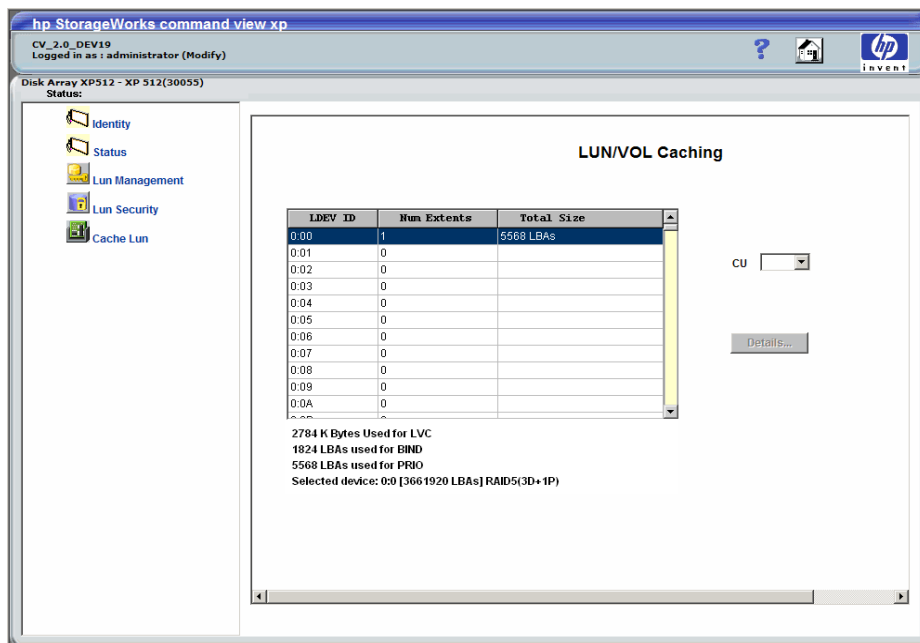 hp StorageWorks command view xp
CV_2.0_DEV19
Logged in as : administrator (Modify)
?
hp
invent
Disk Array XP512 - XP 512(30055)
Status:
Identity
Status
Lun Management
Lun Security
Cache Lun
LUN/VOL Caching
LDEV ID Num Extents Total Size
0:00 1 5568 LBAs
0:01 0
0:02 0
0:03 0
0:04 0
0:05 0
0:06 0
0:07 0
0:08 0
0:09 0
0:0A 0
CU
Details...
2784 K Bytes Used for LVC
1824 LBAs used for BIND
5568 LBAs used for PRIO
Selected device: 0:0 [3661920 LBAs] RAID5(3D+1P)